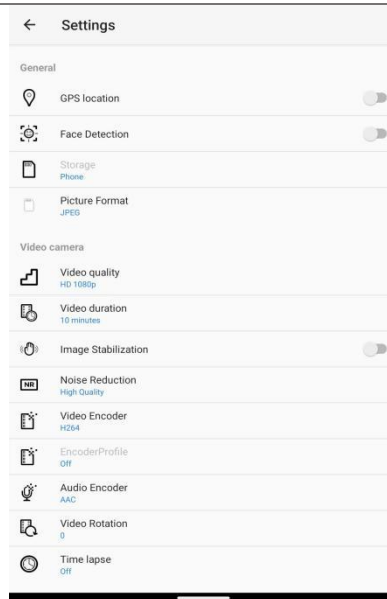 Settings
General
GPS location
Face Detection
Storage
Phone
Picture Format
JPEG
Video camera
Video quality
HD 1080p
Video duration
10 minutes
Image Stabilization
NR
Noise Reduction
High Quality
Video Encoder
H264
EncoderProfile
Off
Audio Encoder
AAC
Video Rotation
0
Time lapse
Off